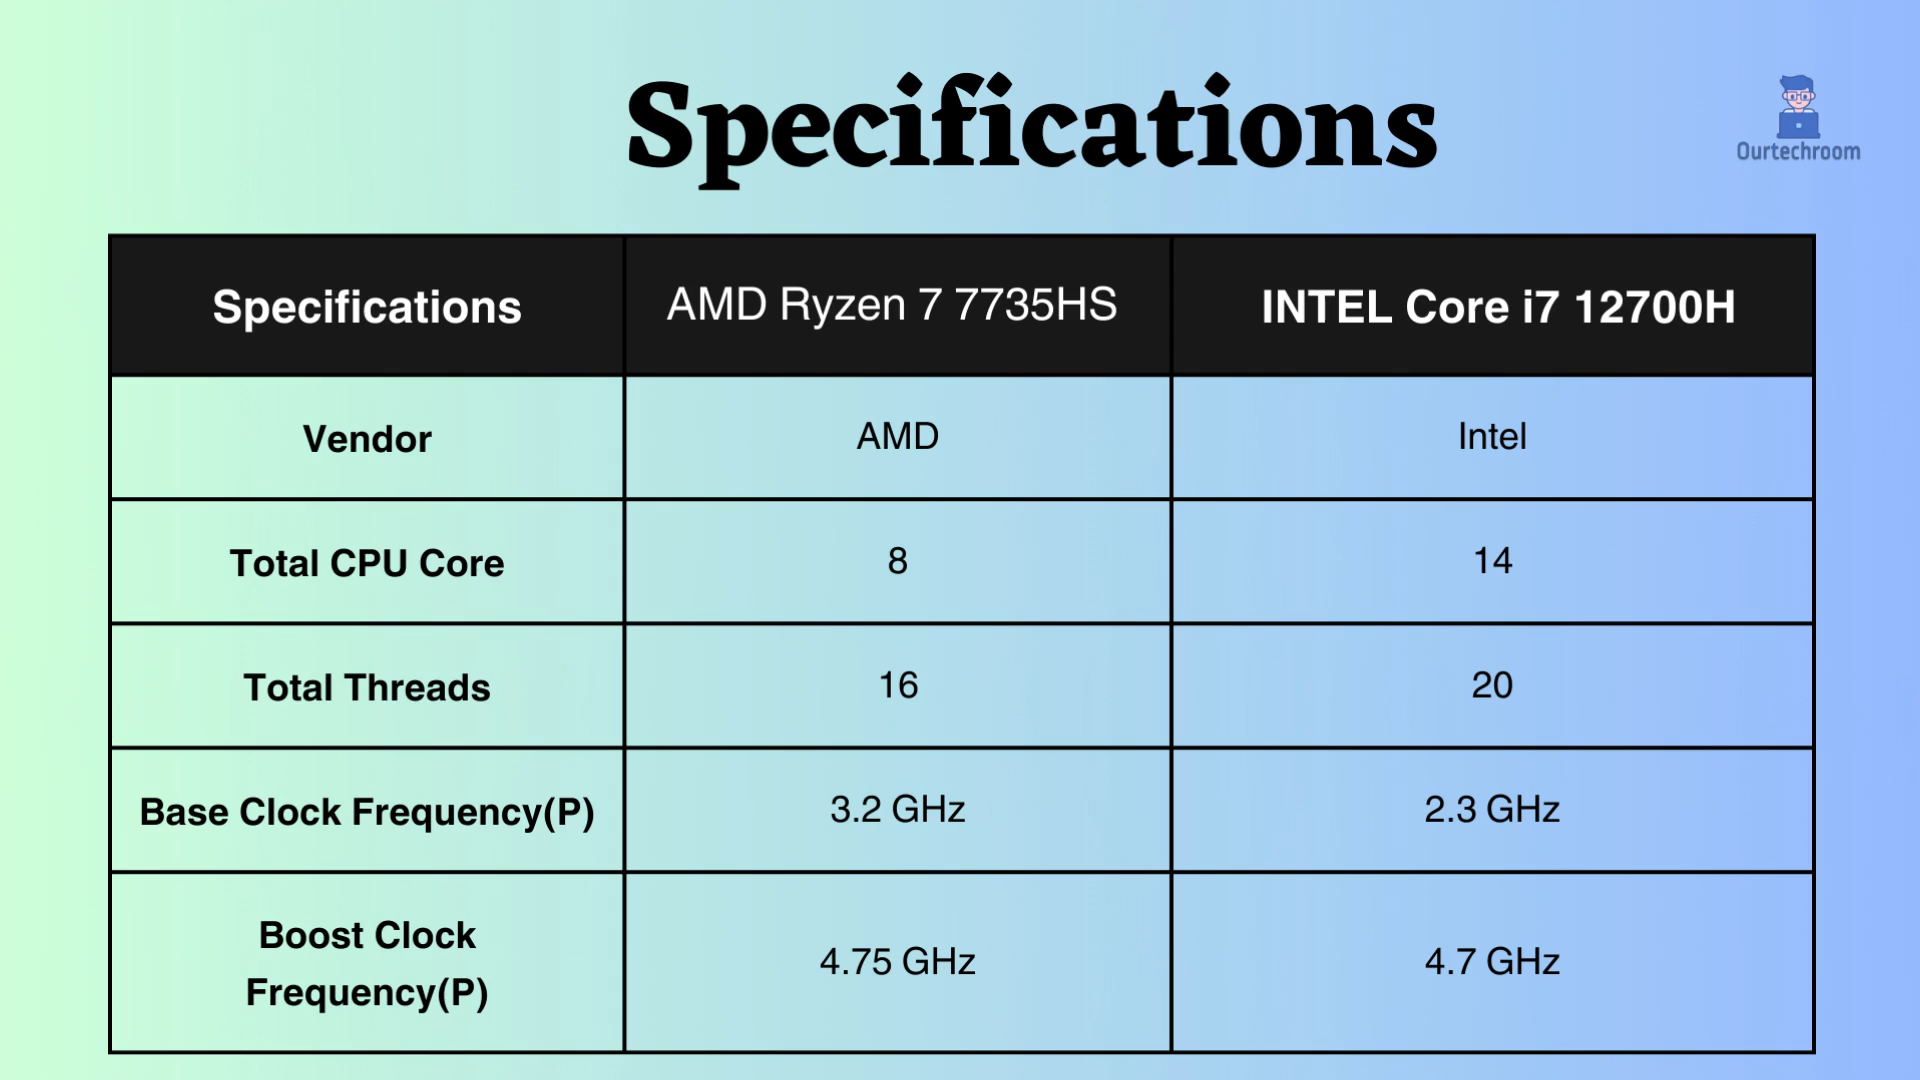 Specifications
Ourtechroom
Specifications AMD Ryzen 7 7735HS INTEL Core i7 12700H
Vendor AMD Intel
Total CPU Core 8 14
Total Threads 16 20
Base Clock Frequency(P) 3.2 GHz 2.3 GHz
Boost Clock
Frequency(P) 4.75 GHz 4.7 GHz